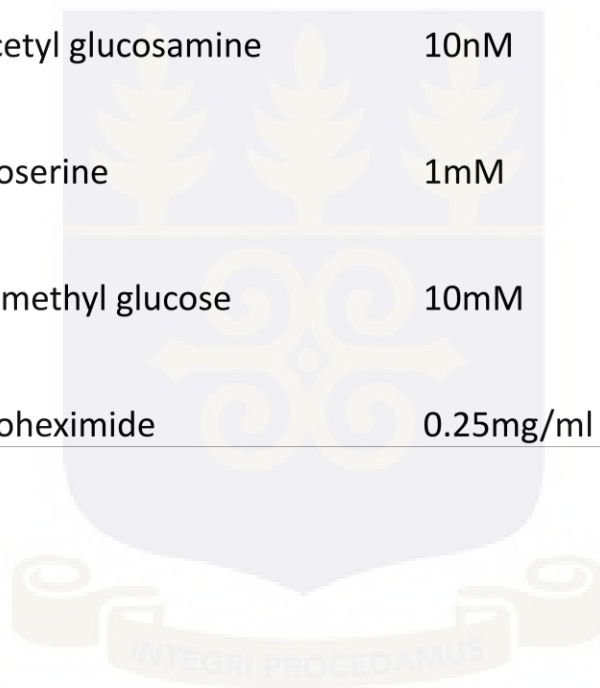 cetyl glucosamine 10nM
oserine 1mM
methyl glucose 10mM
oheximide 0.25mg/ml
INTEGRI PROCEDAMUS